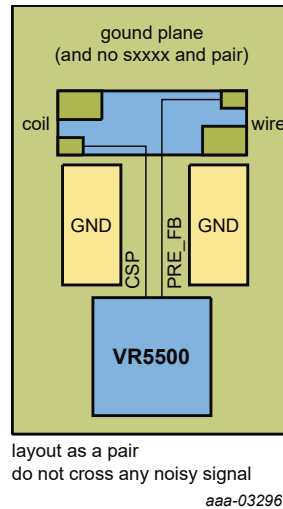 gound plane
(and no sxxxx and pair)
coil
wire
GND
CSP
PRE_FB
GND
VR5500
layout as a pair
do not cross any noisy signal
aaa-03296